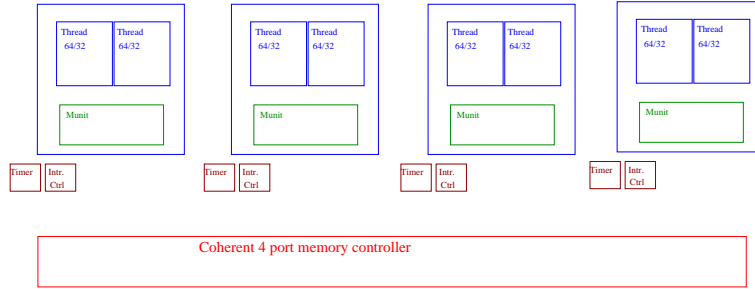 Thread Thread
64/32 64/32
Munit
Timer Intr.
Ctrl
Thread Thread
64/32 64/32
Munit
Timer Intr.
Ctrl
Thread Thread
64/32 64/32
Munit
Timer Intr.
Ctrl
Thread Thread
64/32 64/32
Munit
Timer Intr.
Ctrl
Coherent 4 port memory controller